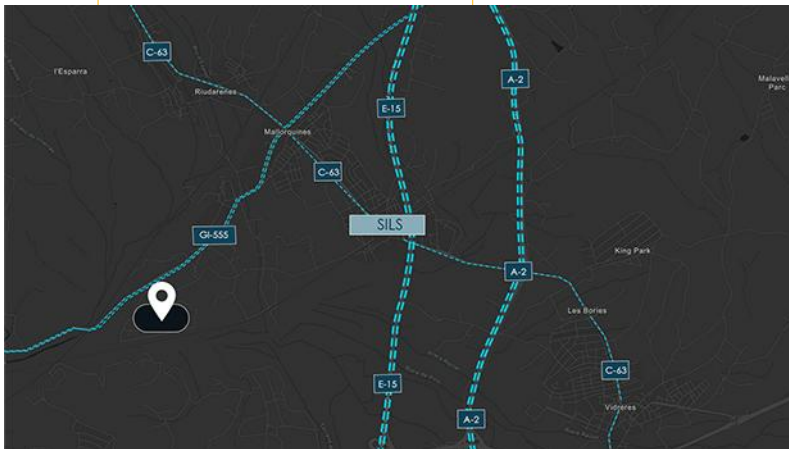 C-63
l'Esparra
A-2
Malavell
Parc
Riudarenes
E-15
Mallorquines
C-63
SILS
GI-555
King Park
A-2
Les Bories
C-63
E-15
Vidreres
A-2